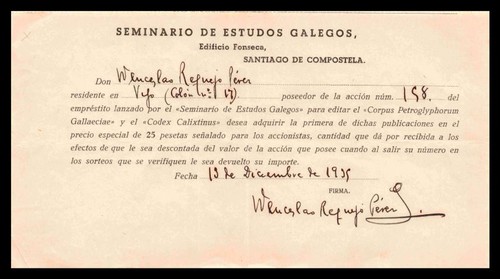 SEMINARIO DE ESTUDOS GALEGOS,
Edificio Fonseca,
SANTIAGO DE COMPOSTELA.
Don Wenceslao Requejo Pérez
residente en Vigo (Colón nº 17) poseedor de la acción núm. 198. del
empréstito lanzado por el «Seminario de Estudos Galegos» para editar el «Corpus Petroglyphorum
Gallaeciae» y el «Codex Calixtinus» desea adquirir la primera de dichas publicaciones en el
precio especial de 25 pesetas señalado para los accionistas, cantidad que dá por recibida a los
efectos de que le sea descontada del valor de la acción que posee cuando al salir su número en
los sorteos que se verifiquen le sea devuelto su importe.
Fecha 13 de Diciembre de 1935
FIRMA.
Wenceslao Requejo Pérez